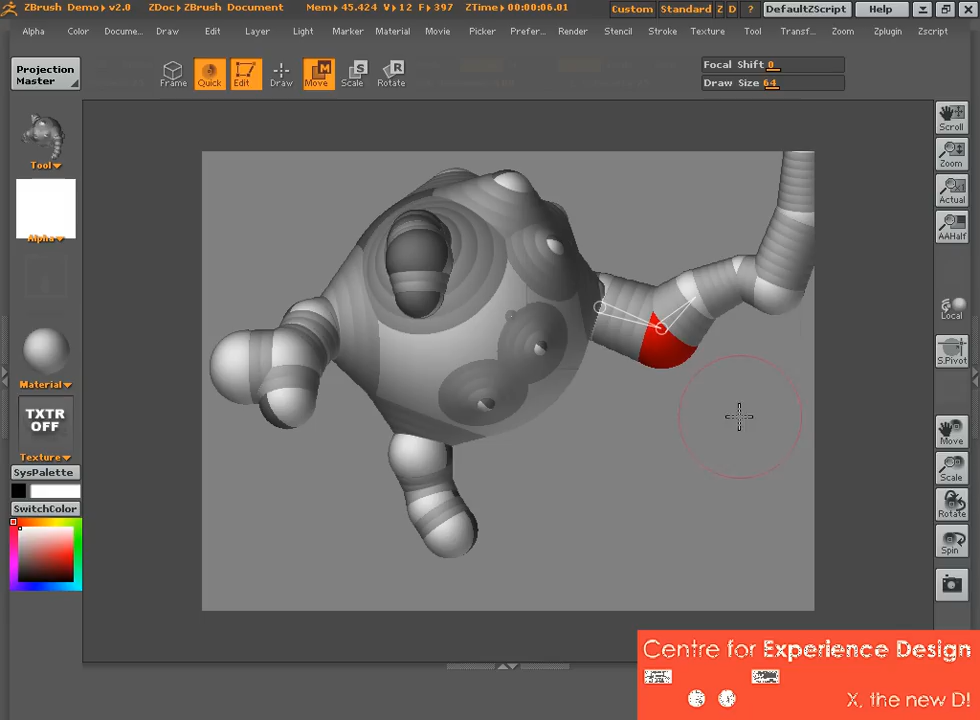 ZBrush Demo v2.0 ZDoc ZBrush Document Mem 45.424 V 12 F 397 ZTime 00:00:06.01 Custom Standard Z D ? DefaultZScript Help
Alpha Color Docume... Draw Edit Layer Light Marker Material Movie Picker Prefer... Render Stencil Stroke Texture Tool Transf... Zoom Zplugin Zscript
Projection
Master
Frame Quick Edit Draw Move Scale Rotate
M S R
Focal Shift 0
Draw Size 64
Tool
Alpha
Material
TXTR
OFF
Texture
SysPalette
SwitchColor
Scroll
Zoom
Actual
AAHalf
Local
S.Pivot
Move
Scale
Rotate
Spin
Centre for Experience Design
X, the new D!